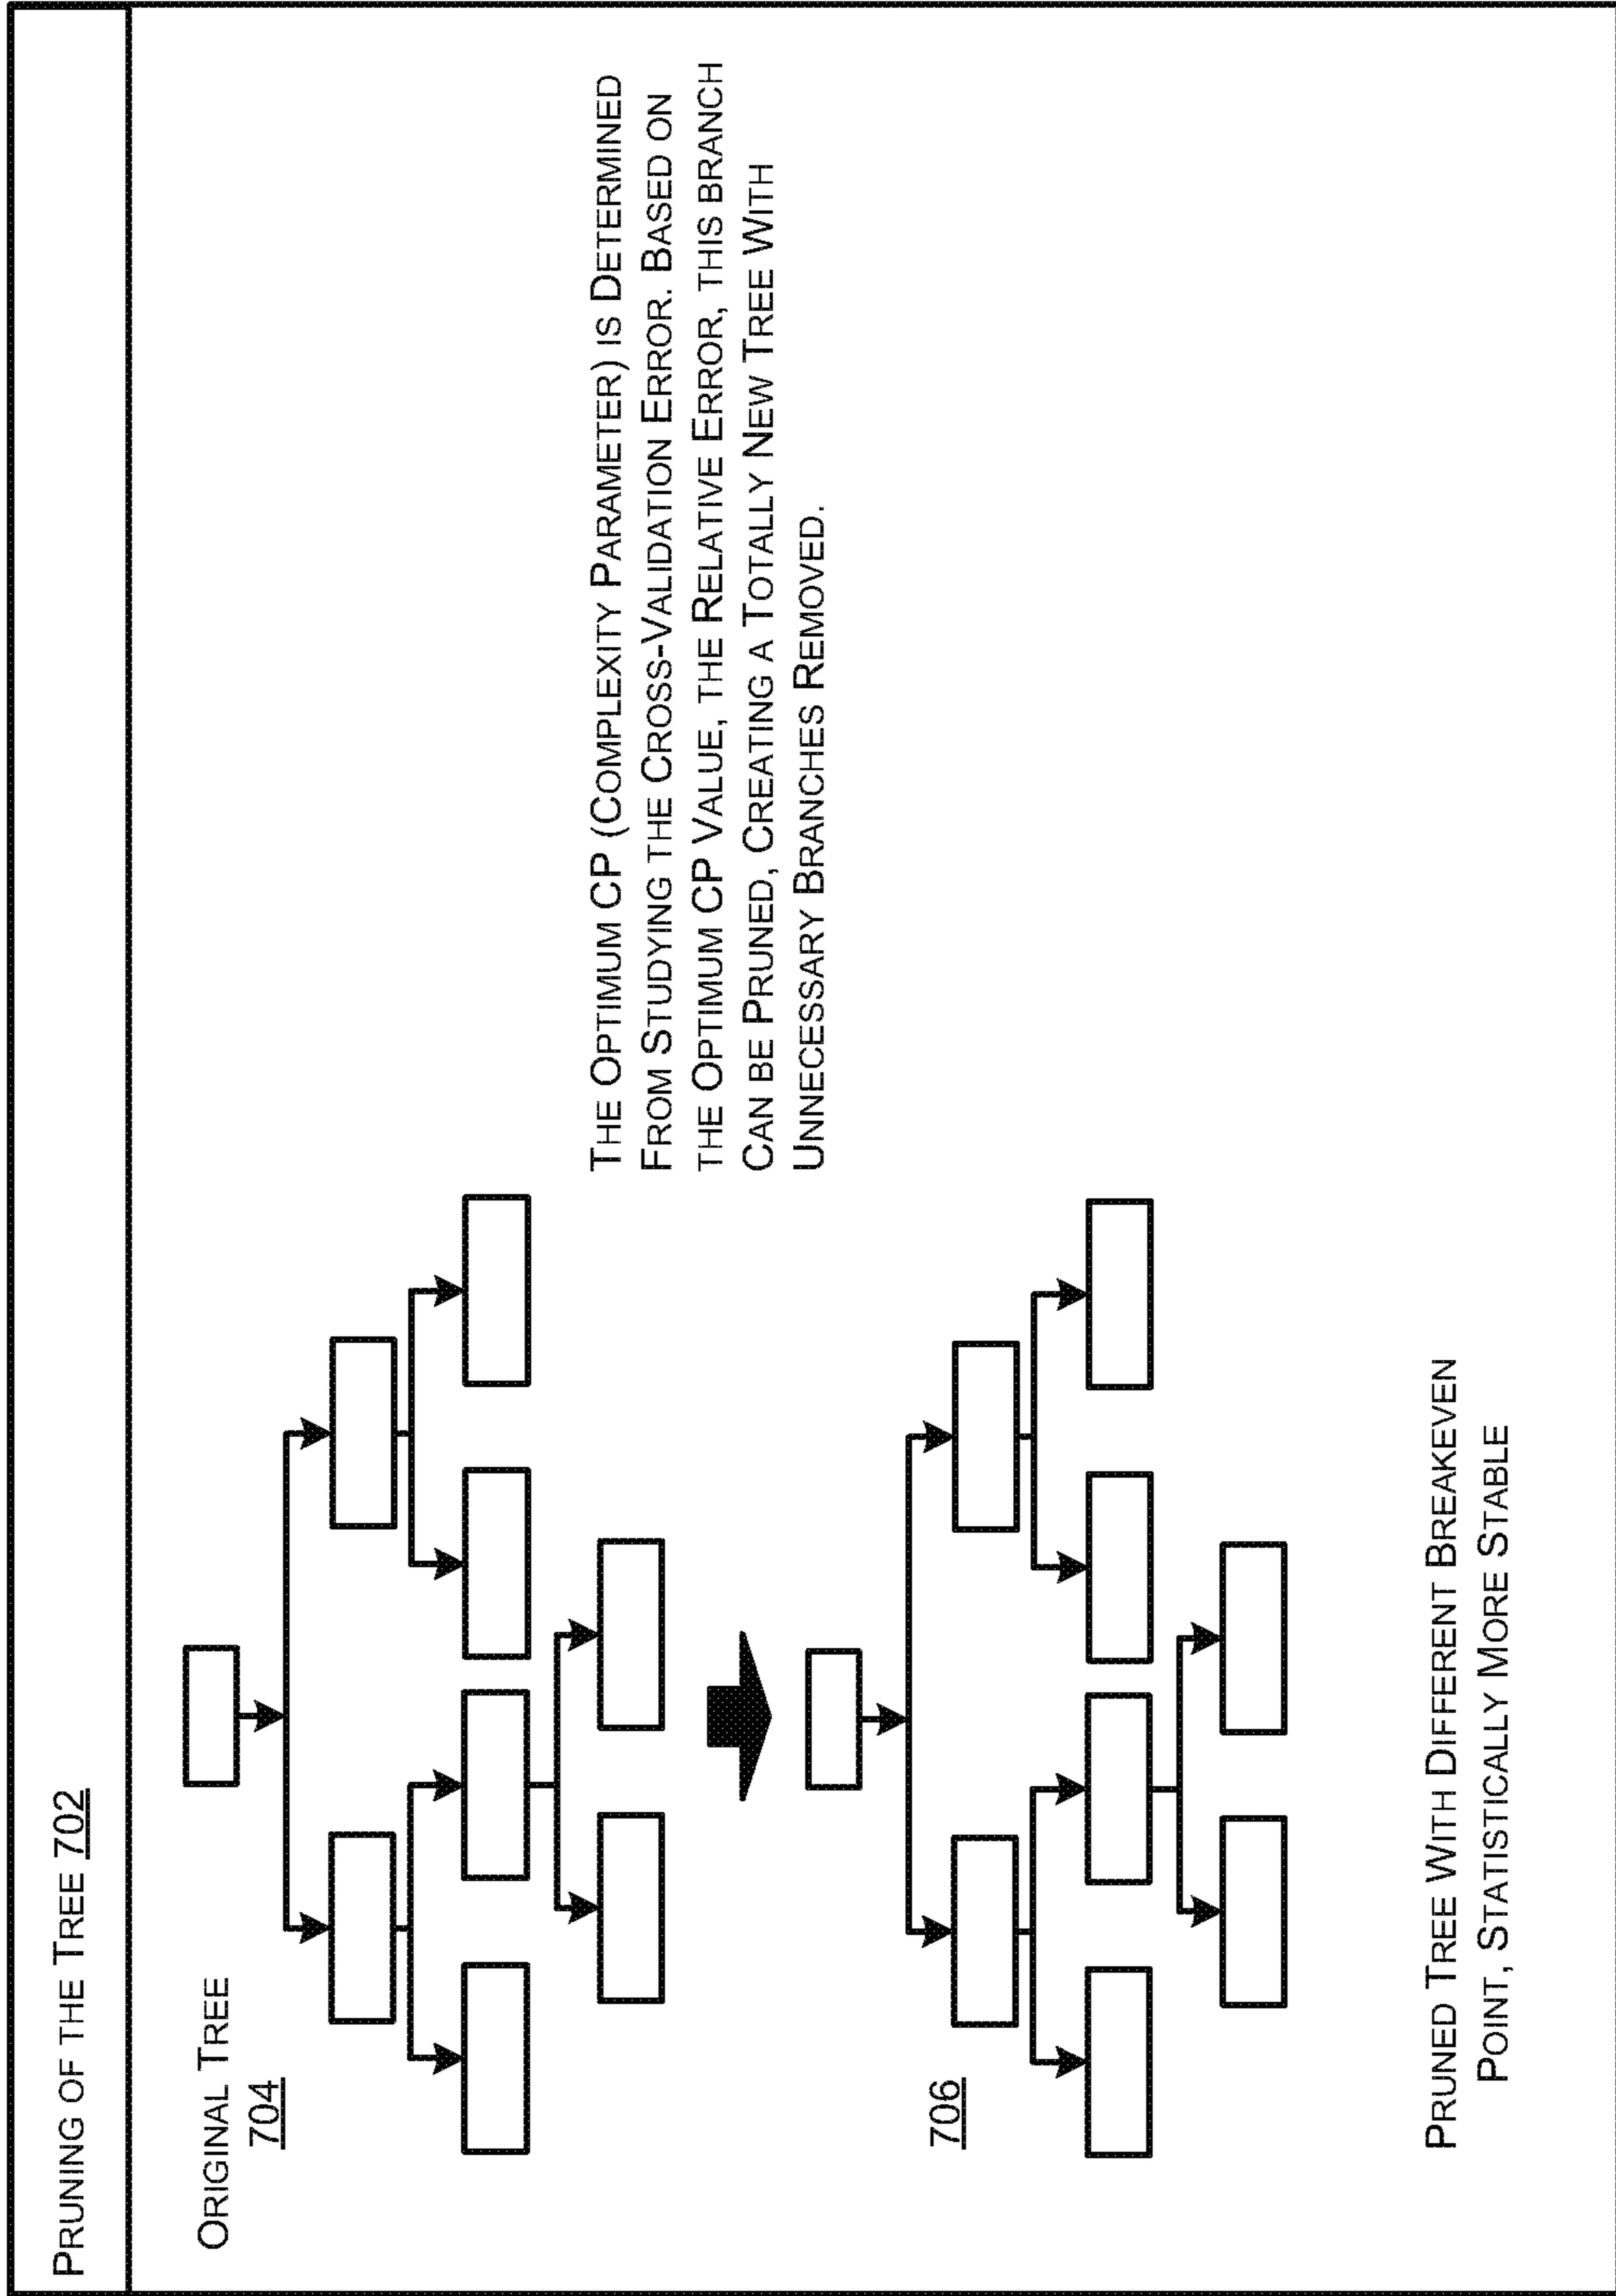 PRUNING OF THE TREE 702
ORIGINAL TREE
704
THE OPTIMUM CP (COMPLEXITY PARAMETER) IS DETERMINED
FROM STUDYING THE CROSS-VALIDATION ERROR. BASED ON
THE OPTIMUM CP VALUE, THE RELATIVE ERROR, THIS BRANCH
CAN BE PRUNED, CREATING A TOTALLY NEW TREE WITH
UNNECESSARY BRANCHES REMOVED.
706
PRUNED TREE WITH DIFFERENT BREAKEVEN
POINT, STATISTICALLY MORE STABLE